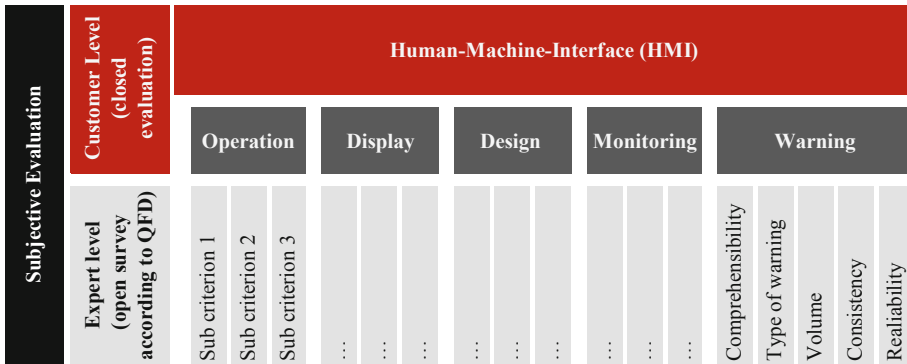 Subjective Evaluation
Customer Level
(closed
evaluation)
Human-Machine-Interface (HMI)
Operation
Display
Design
Monitoring
Warning
Expert level
(open survey
according to QFD)
Sub criterion 1
Sub criterion 2
Sub criterion 3
…
…
…
…
…
…
…
…
…
Comprehensibility
Type of warning
Volume
Consistency
Realiability